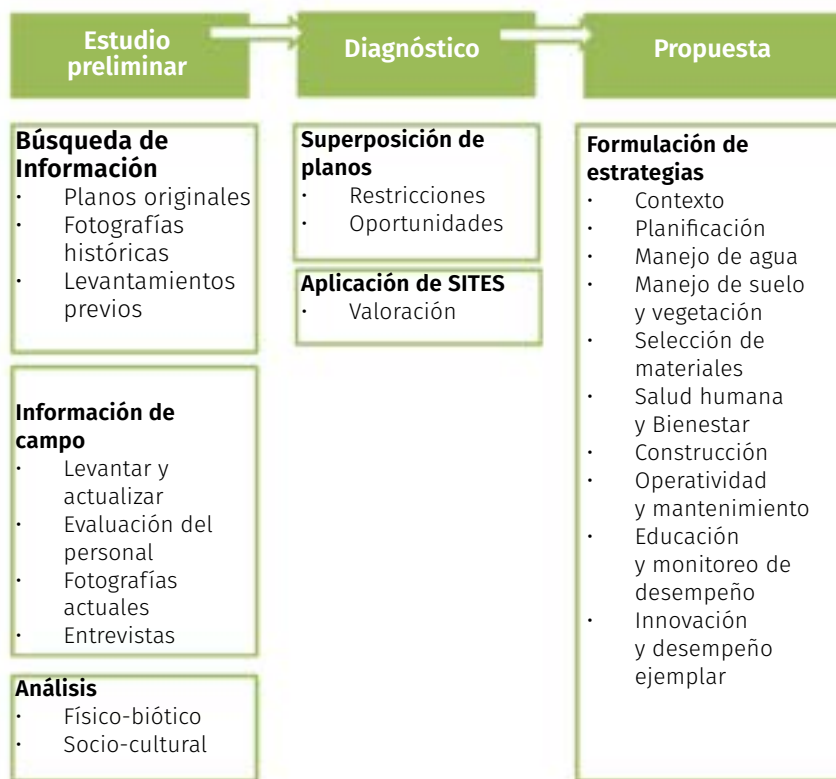 Estudio
preliminar
Diagnóstico
Propuesta
Búsqueda de
Información
· Planos originales
· Fotografías
históricas
· Levantamientos
previos
Información de
campo
· Levantar y
actualizar
· Evaluación del
personal
· Fotografías
actuales
· Entrevistas
Análisis
· Físico-biótico
· Socio-cultural
Superposición de
planos
· Restricciones
· Oportunidades
Aplicación de SITES
· Valoración
Formulación de
estrategias
· Contexto
· Planificación
· Manejo de agua
· Manejo de suelo
y vegetación
· Selección de
materiales
· Salud humana
y Bienestar
· Construcción
· Operatividad
y mantenimiento
· Educación
y monitoreo de
desempeño
· Innovación
y desempeño
ejemplar